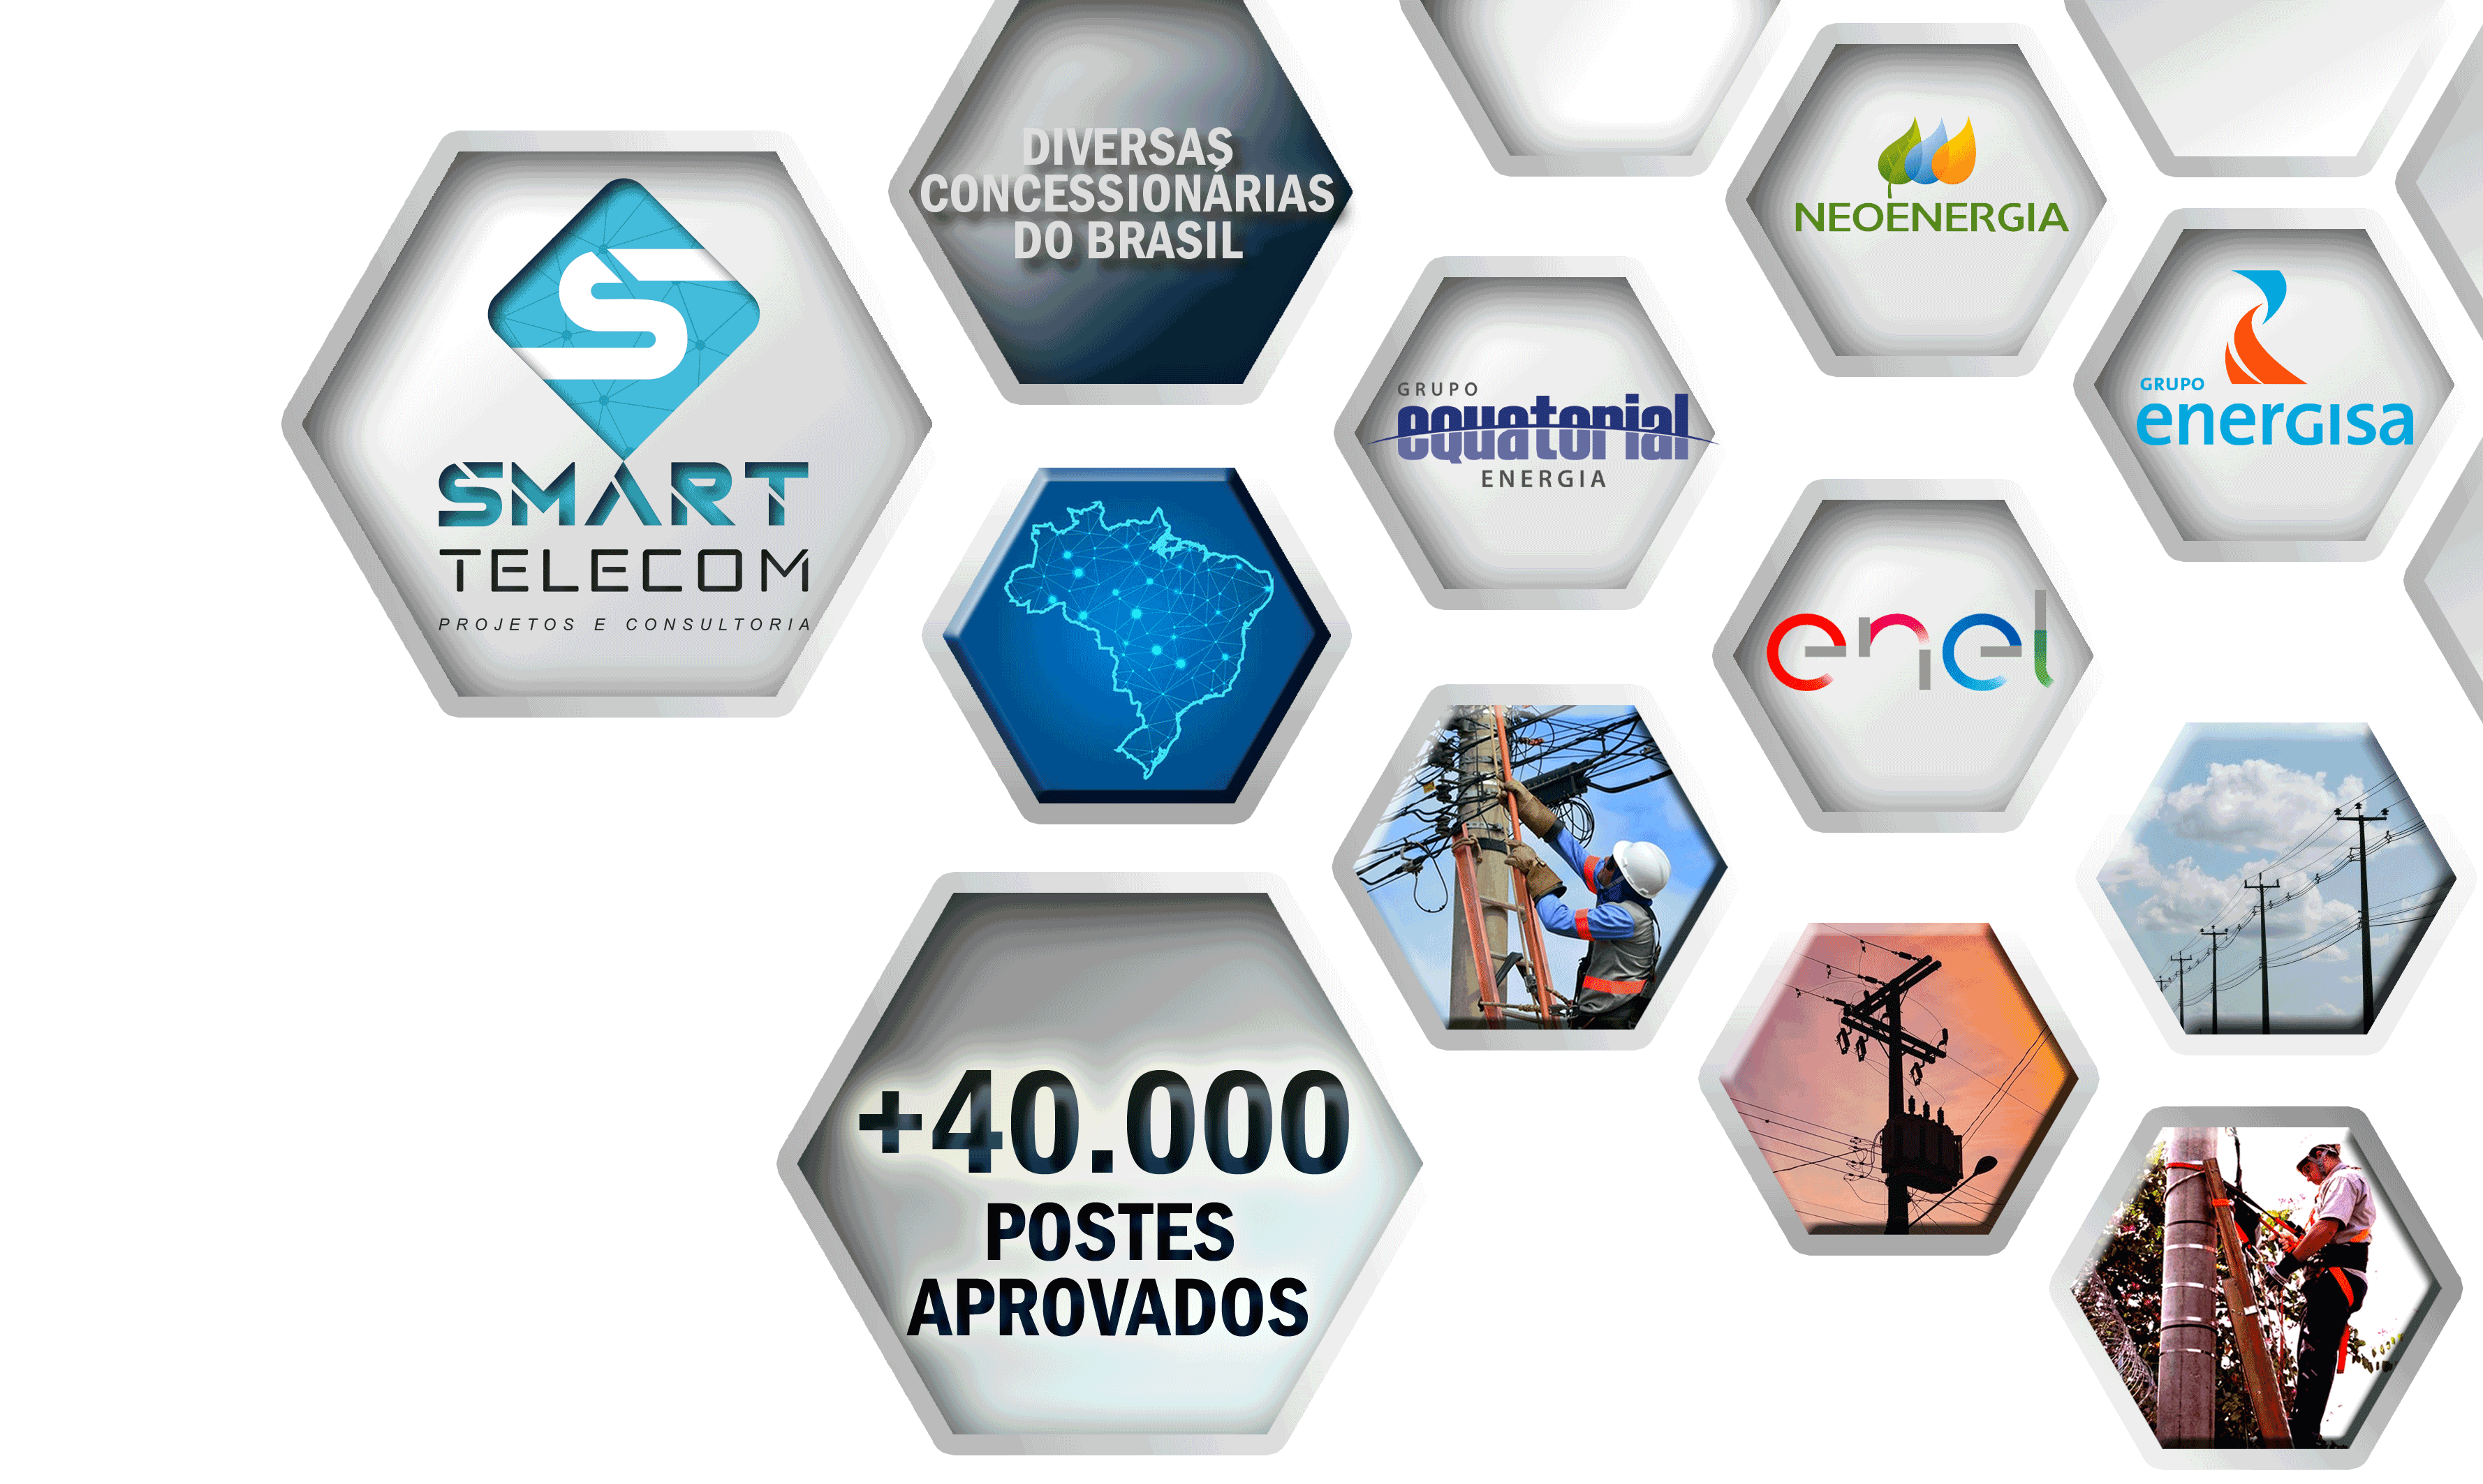 SMART
TELECOM
PROJETOS E CONSULTORIA
DIVERSAS
CONCESSIONÁRIAS
DO BRASIL
NEOENERGIA
GRUPO
equatorial
ENERGIA
GRUPO
energisa
enel
+40.000
POSTES
APROVADOS